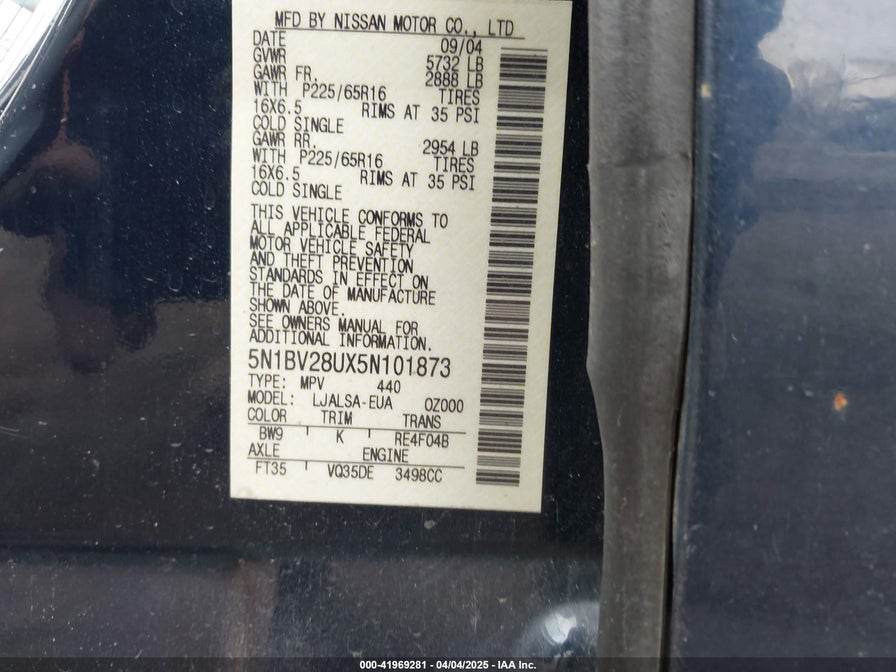 MFD BY NISSAN MOTOR CO., LTD
DATE 09/04
GVWR 5732 LB
GAWR FR. 2888 LB
WITH P225/65R16 TIRES
16X6.5 RIMS AT 35 PSI
COLD SINGLE
GAWR RR. 2954 LB
WITH P225/65R16 TIRES
16X6.5 RIMS AT 35 PSI
COLD SINGLE
THIS VEHICLE CONFORMS TO
ALL APPLICABLE FEDERAL
MOTOR VEHICLE SAFETY
AND THEFT PREVENTION
STANDARDS IN EFFECT ON
THE DATE OF MANUFACTURE
SHOWN ABOVE.
SEE OWNERS MANUAL FOR
ADDITIONAL INFORMATION.
5N1BV28UX5N101873
TYPE: MPV 440
MODEL: LJALSA-EUA 0Z000
COLOR TRIM TRANS
BW9 K RE4F04B
AXLE ENGINE
FT35 VQ35DE 3498CC
000-41969281 - 04/04/2025 - IAA Inc.